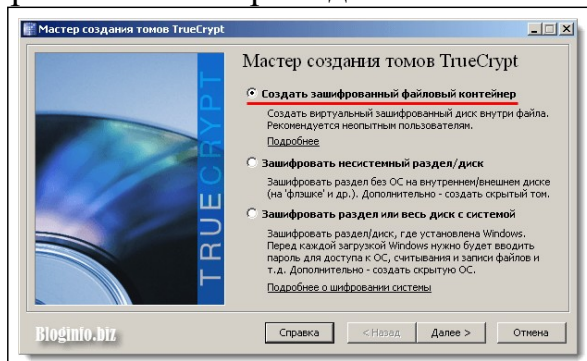 Мастер создания томов TrueCrypt
Мастер создания томов TrueCrypt
Создать зашифрованный файловый контейнер
Создать виртуальный зашифрованный диск внутри файла.
Рекомендуется неопытным пользователям.
Подробнее
Зашифровать несистемный раздел/диск
Зашифровать раздел без ОС на внутреннем/внешнем диске
(на 'флэшке' и др.). Дополнительно - создать скрытый том.
Зашифровать раздел или весь диск с системой
Зашифровать раздел/диск, где установлена Windows.
Перед каждой загрузкой Windows нужно будет вводить
пароль для доступа к ОС, считывания и записи файлов и
т.д. Дополнительно - создать скрытую ОС.
Подробнее о шифровании системы
TRUECRYPT
Bloginfo.biz
Справка
< Назад
Далее >
Отмена